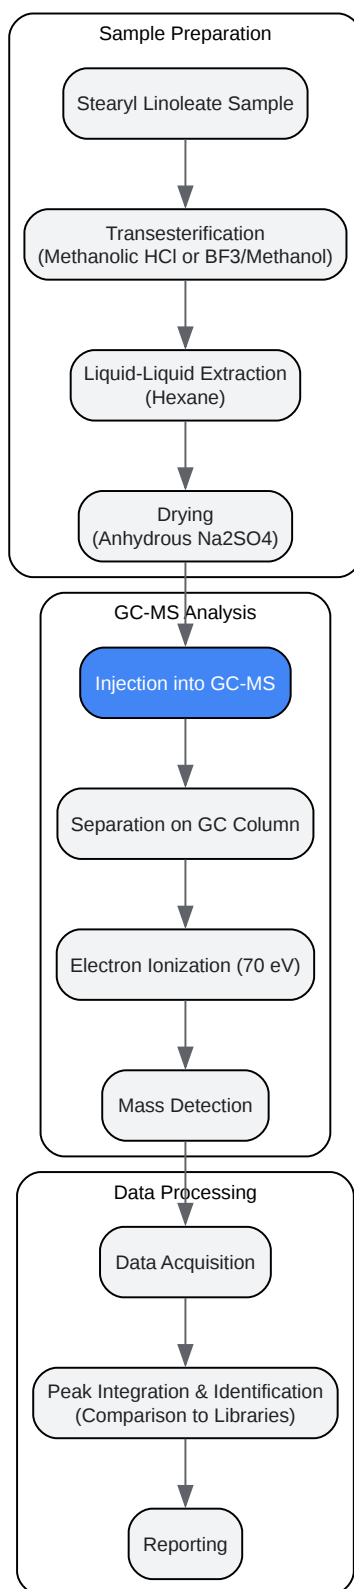 Sample Preparation
Stearyl Linoleate Sample
Transesterification
(Methanolic HCl or BF3/Methanol)
Liquid-Liquid Extraction
(Hexane)
Drying
(Anhydrous Na2SO4)
GC-MS Analysis
Injection into GC-MS
Separation on GC Column
Electron Ionization (70 eV)
Mass Detection
Data Processing
Data Acquisition
Peak Integration & Identification
(Comparison to Libraries)
Reporting